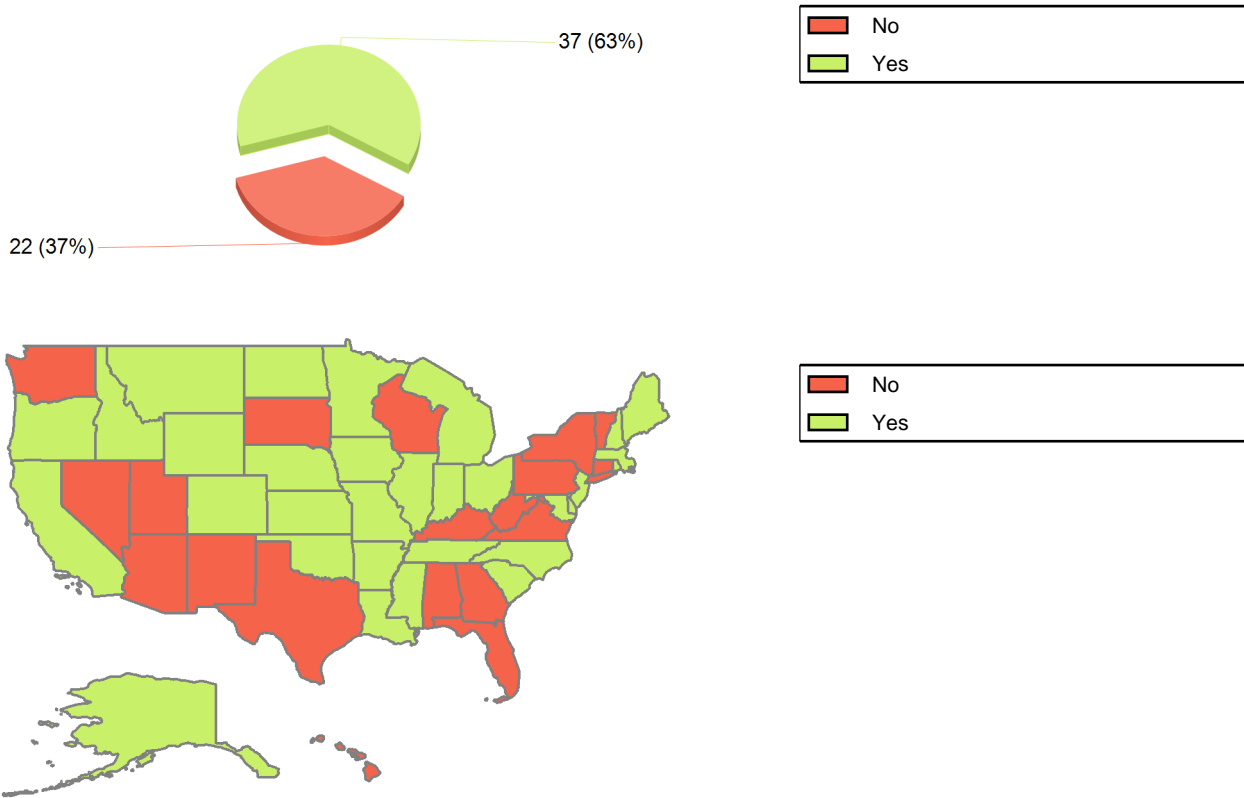 37 (63%)
22 (37%)
No
Yes
No
Yes